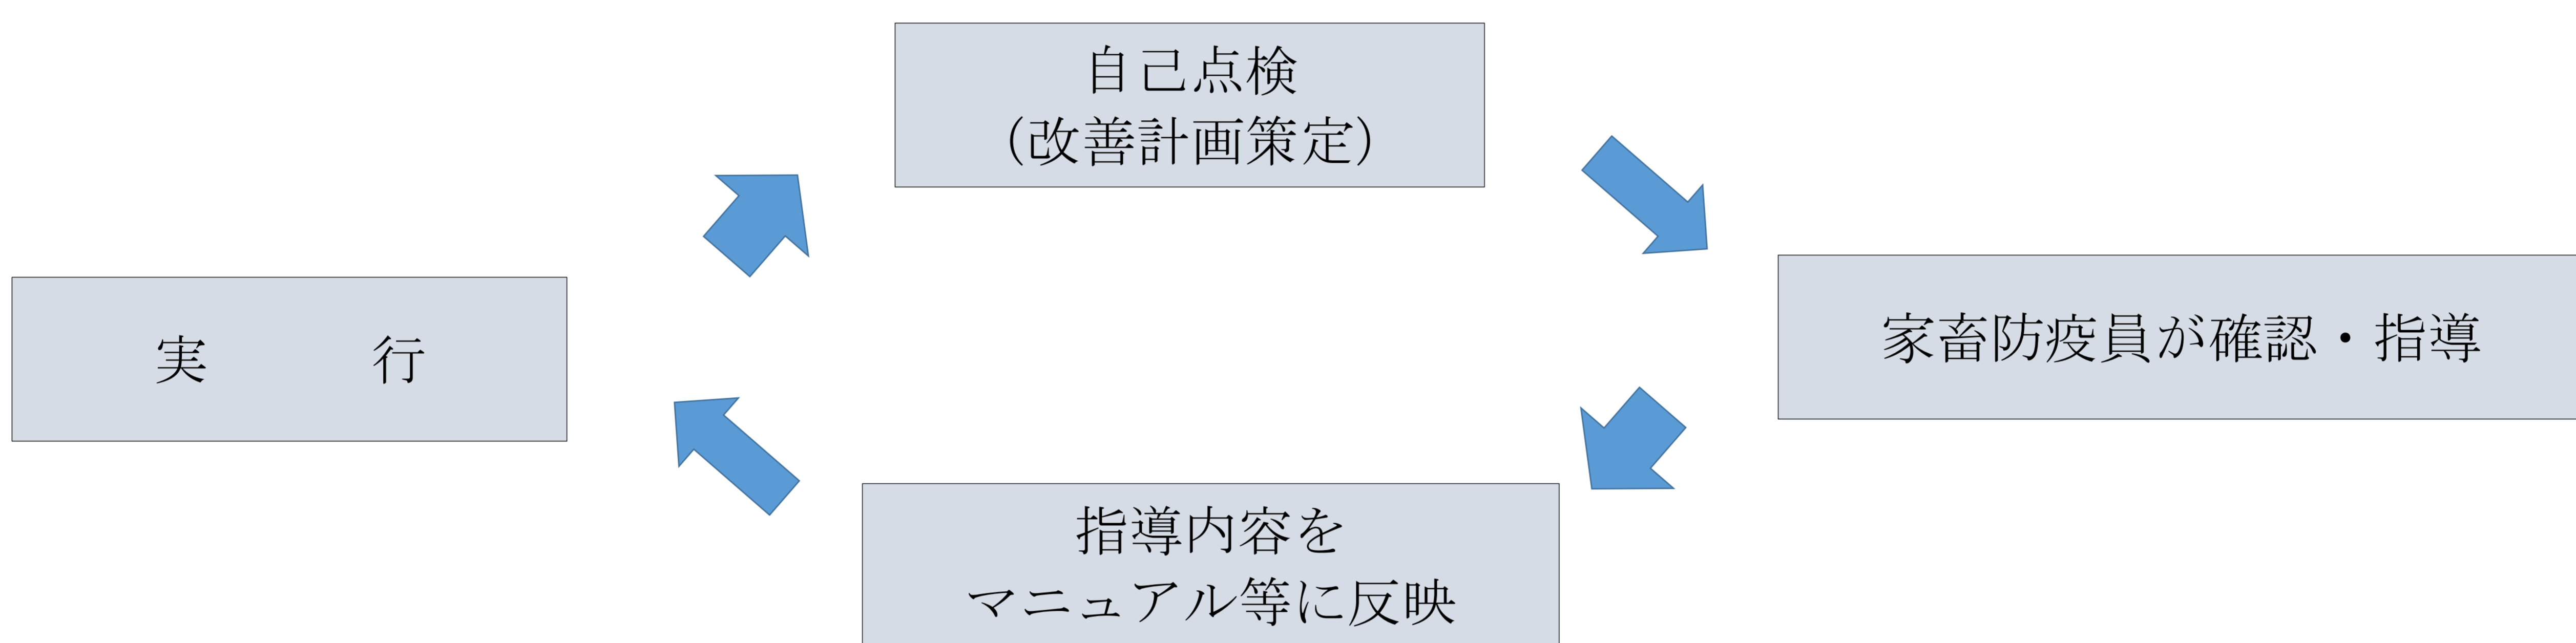 自己点検
（改善計画策定）
家畜防疫員が確認・指導
実　　　行
指導内容を
マニュアル等に反映